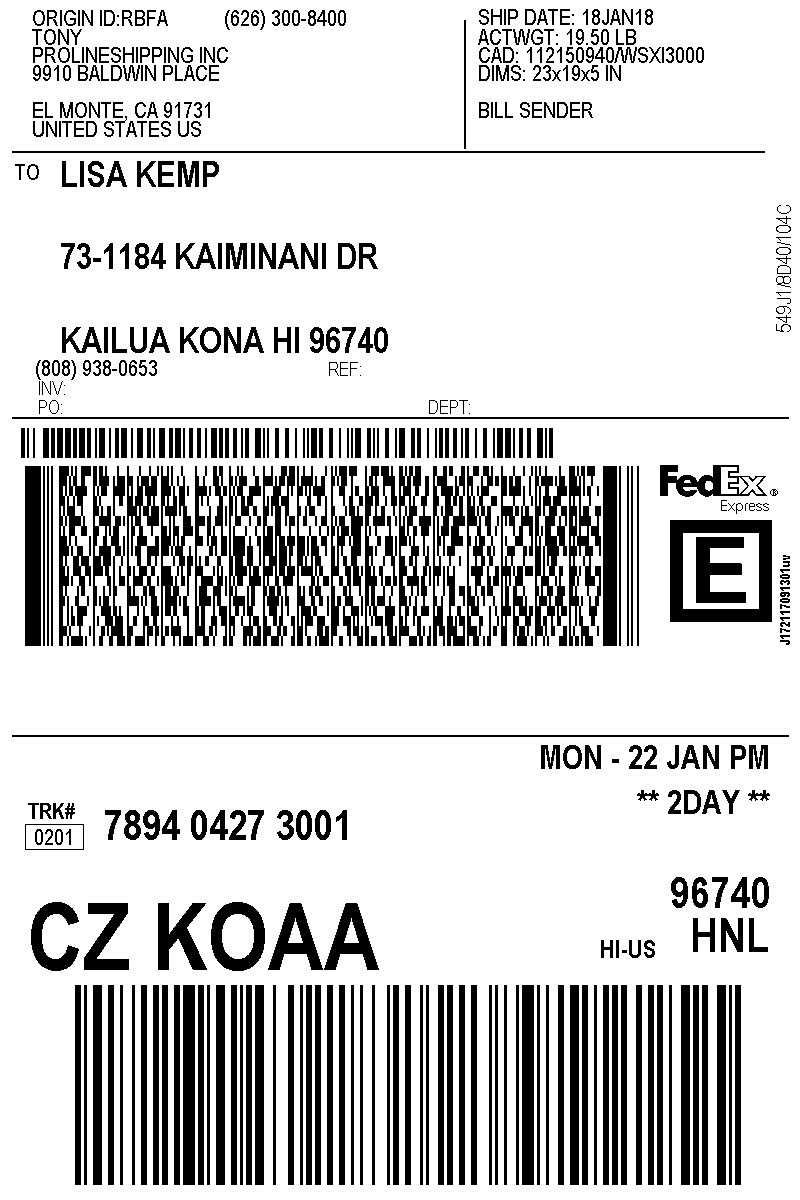 ORIGIN ID:RBFA (626) 300-8400
TONY
PROLINESHIPPING INC
9910 BALDWIN PLACE
EL MONTE, CA 91731
UNITED STATES US
SHIP DATE: 18JAN18
ACTWGT: 19.50 LB
CAD: 112150940/WSXI3000
DIMS: 23x19x5 IN
BILL SENDER
TO LISA KEMP
73-1184 KAIMINANI DR
KAILUA KONA HI 96740
(808) 938-0653 REF:
INV:
PO: DEPT:
549J1/8D40/104C
FedEx®
Express
E
J172117091301uv
MON - 22 JAN PM
** 2DAY **
TRK#
0201
7894 0427 3001
96740
CZ KOAA
HI-US HNL